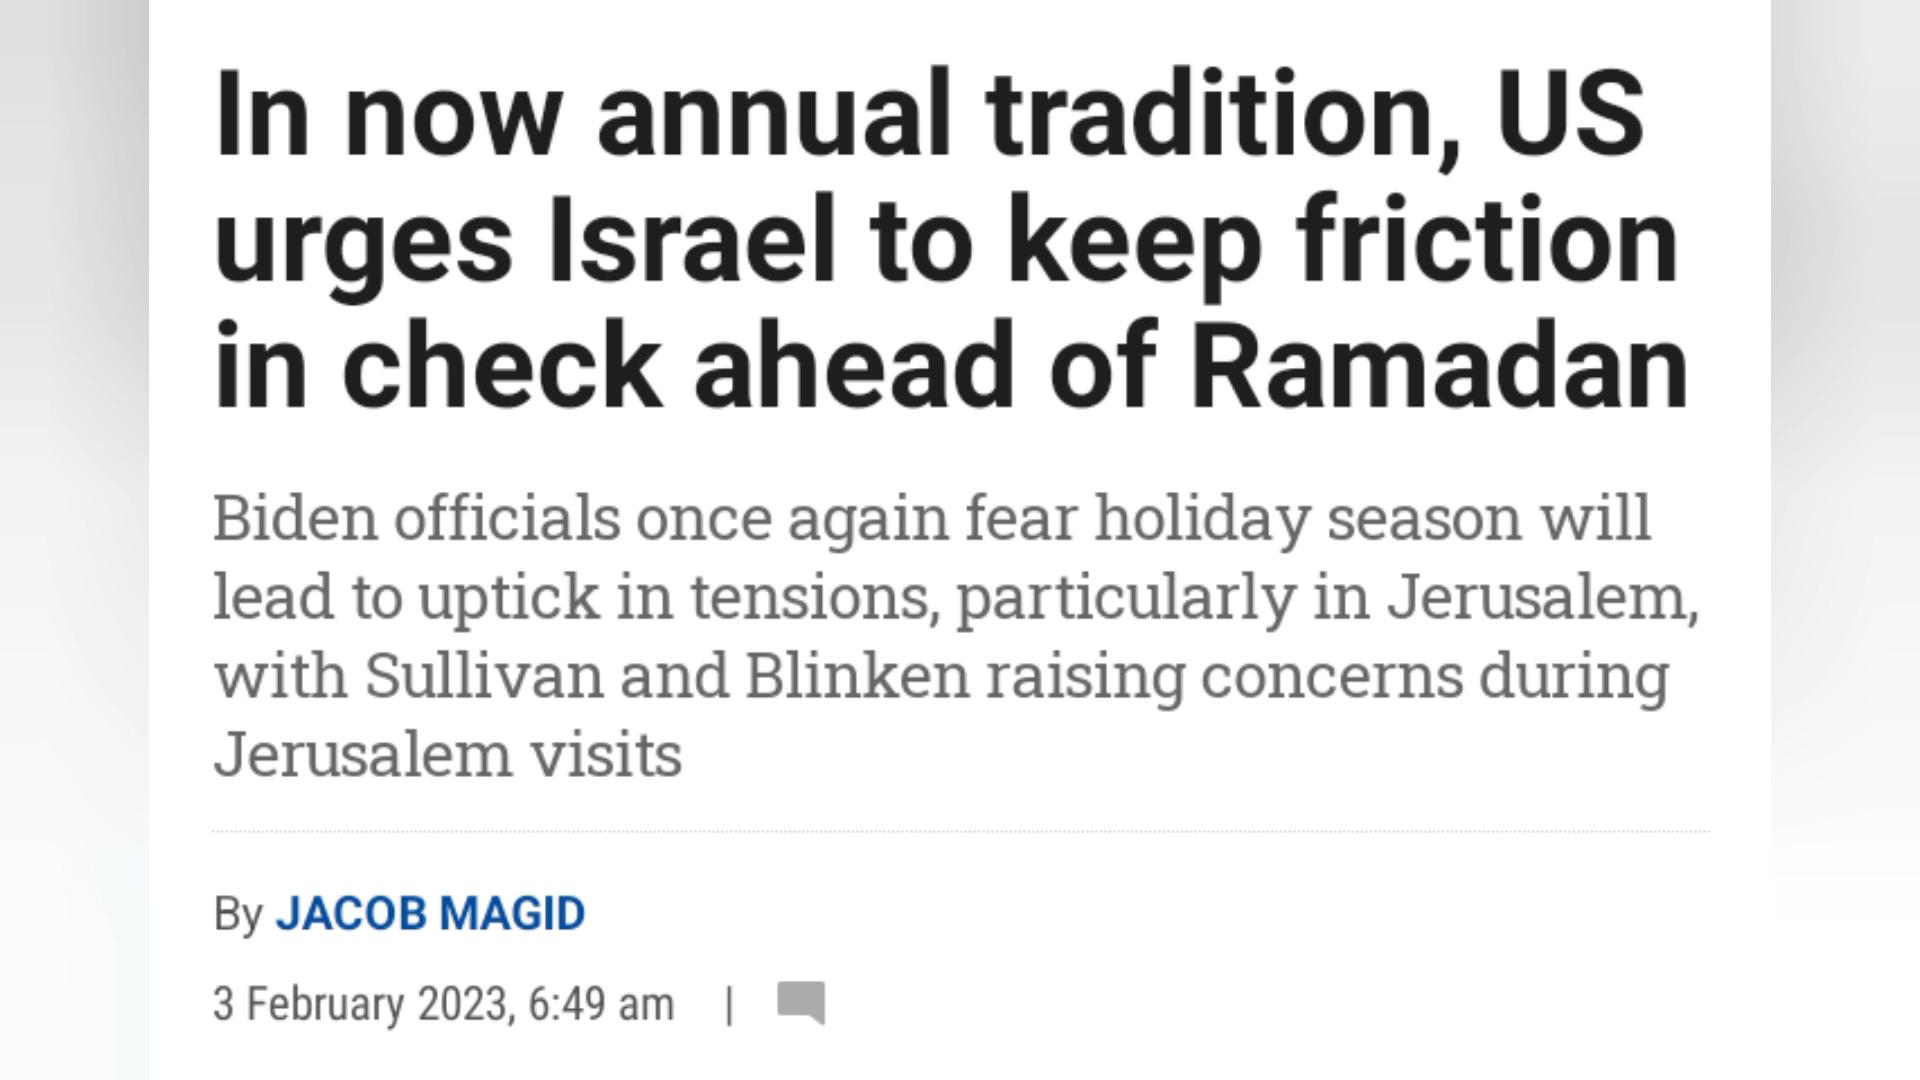 In now annual tradition, US
urges Israel to keep friction
in check ahead of Ramadan
Biden officials once again fear holiday season will
lead to uptick in tensions, particularly in Jerusalem,
with Sullivan and Blinken raising concerns during
Jerusalem visits
By JACOB MAGID
3 February 2023, 6:49 am |